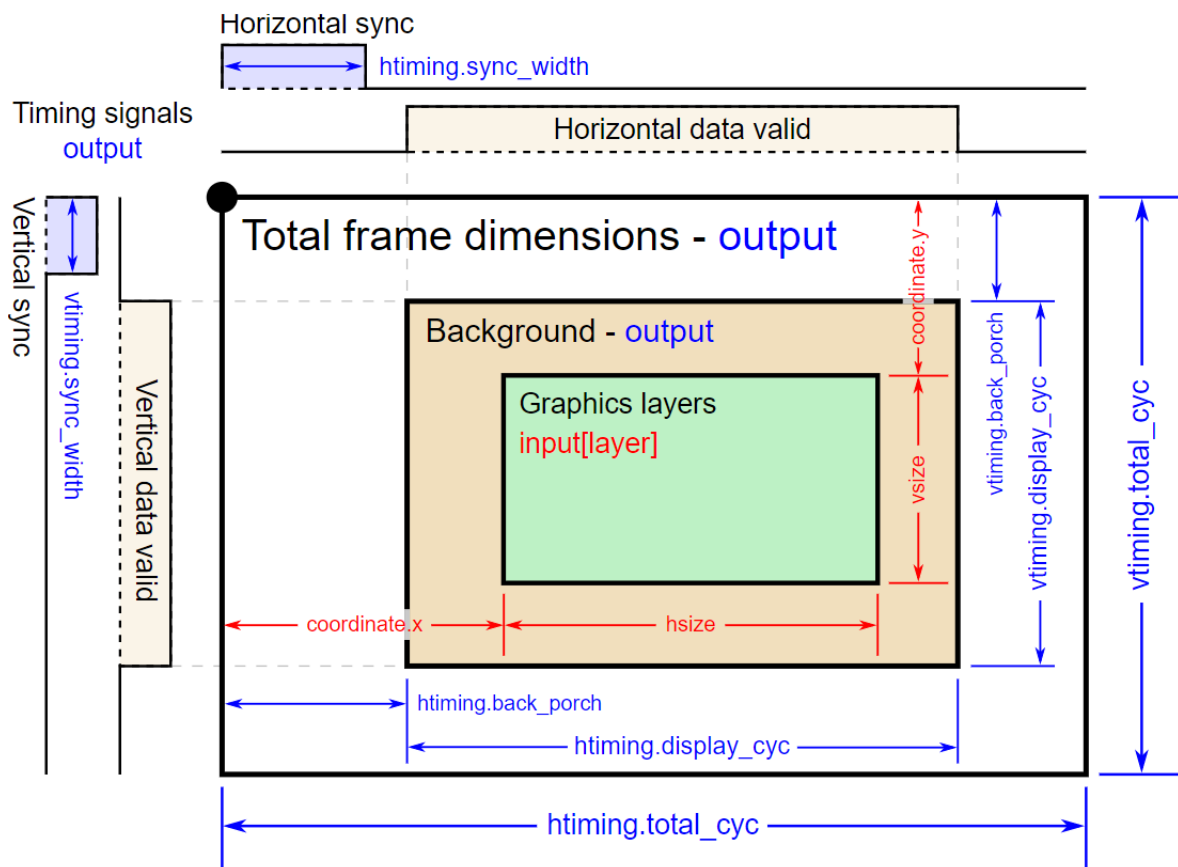 Horizontal sync
htiming.sync_width
Timing signals
output
Horizontal data valid
Vertical sync
vtiming.sync_width
Vertical data valid
Total frame dimensions - output
coordinate.y
vtiming.back_porch
Background - output
Graphics layers
input[layer]
vsize
vtiming.display_cyc
vtiming.total_cyc
coordinate.x
hsize
htiming.back_porch
htiming.display_cyc
htiming.total_cyc